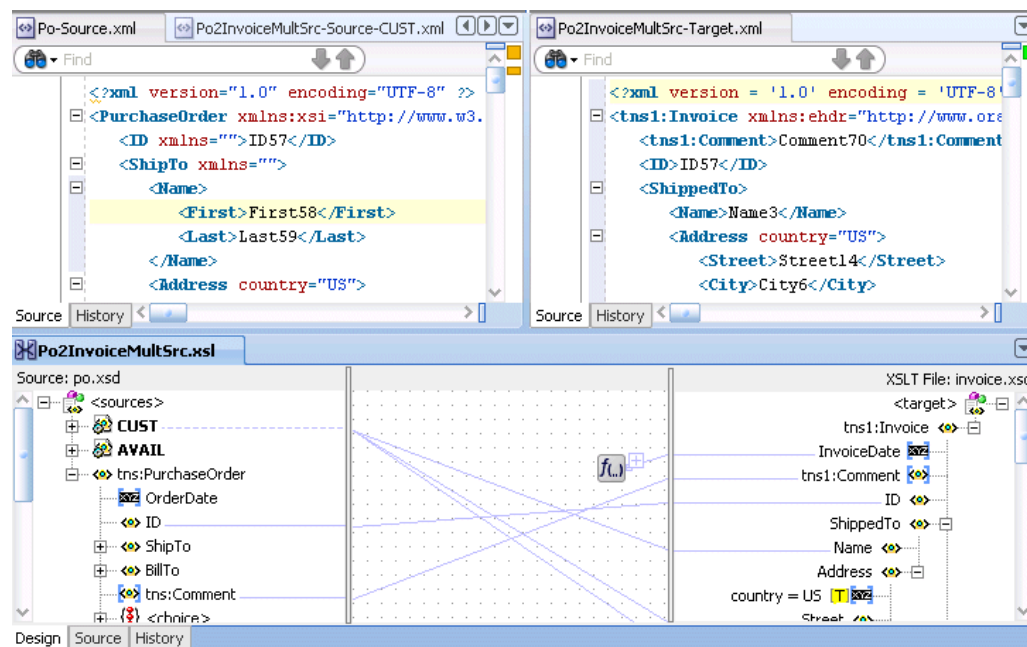 Po-Source.xml
Po2InvoiceMultSrc-Source-CUST.xml
Find
<?xml version="1.0" encoding="UTF-8" ?>
<PurchaseOrder xmlns:xsi="http://www.w3.
<ID xmlns="">ID57</ID>
<ShipTo xmlns="">
<Name>
<First>First58</First>
<Last>Last59</Last>
</Name>
<Address country="US">
Source
History
Po2InvoiceMultSrc-Target.xml
Find
<?xml version = '1.0' encoding = 'UTF-8'
<tns1:Invoice xmlns:ehdr="http://www.ora
<tns1:Comment>Comment70</tns1:Comment
<ID>ID57</ID>
<ShippedTo>
<Name>Name3</Name>
<Address country="US">
<Street>Street14</Street>
<City>City6</City>
Source
History
Po2InvoiceMultSrc.xsl
Source: po.xsd
<sources>
CUST
AVAIL
tns:PurchaseOrder
XYZ OrderDate
ID
ShipTo
BillTo
tns:Comment
<choice>
f(..)
XSLT File: invoice.xsd
<target>
tns1:Invoice
InvoiceDate XYZ
tns1:Comment
ID
ShippedTo
Name
Address
country = US [T] XYZ
Street
Design
Source
History